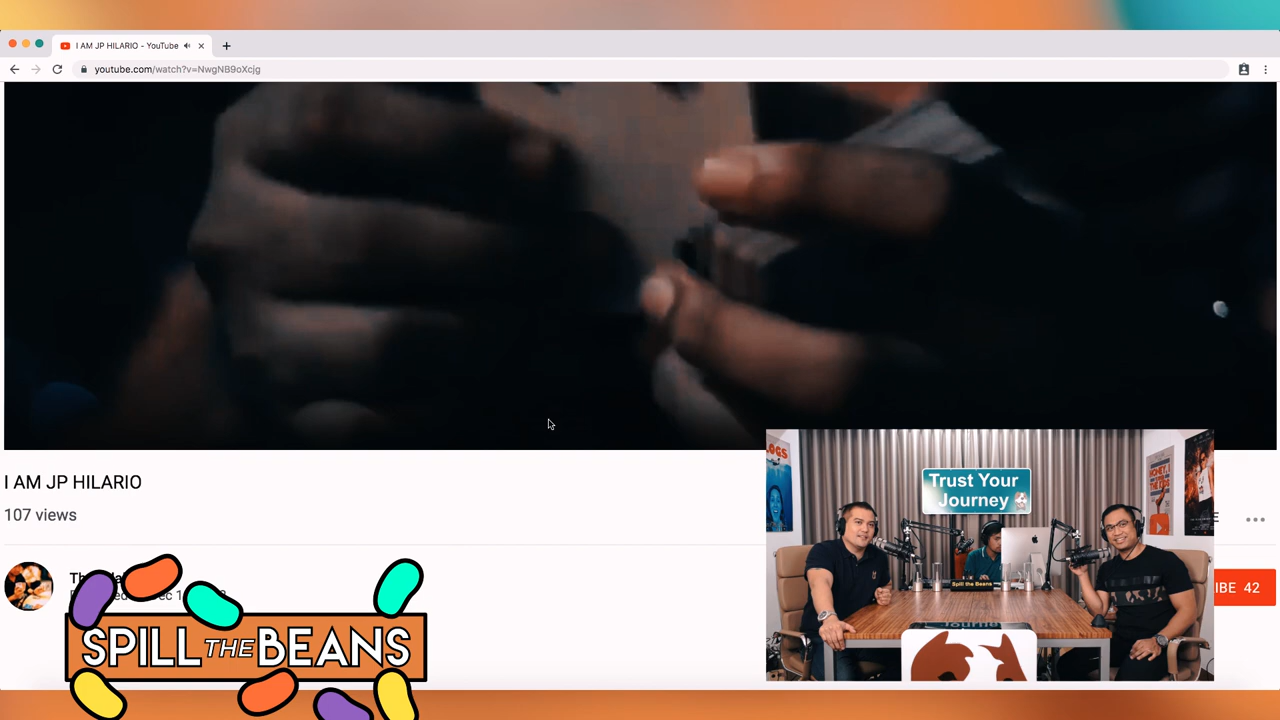 I AM JP HILARIO - YouTube
youtube.com/watch?v=NwgNB9oXcjg
I AM JP HILARIO
107 views
LOGS
Trust Your
Journey
Spill the Beans
IBE 42
SPILL THE BEANS